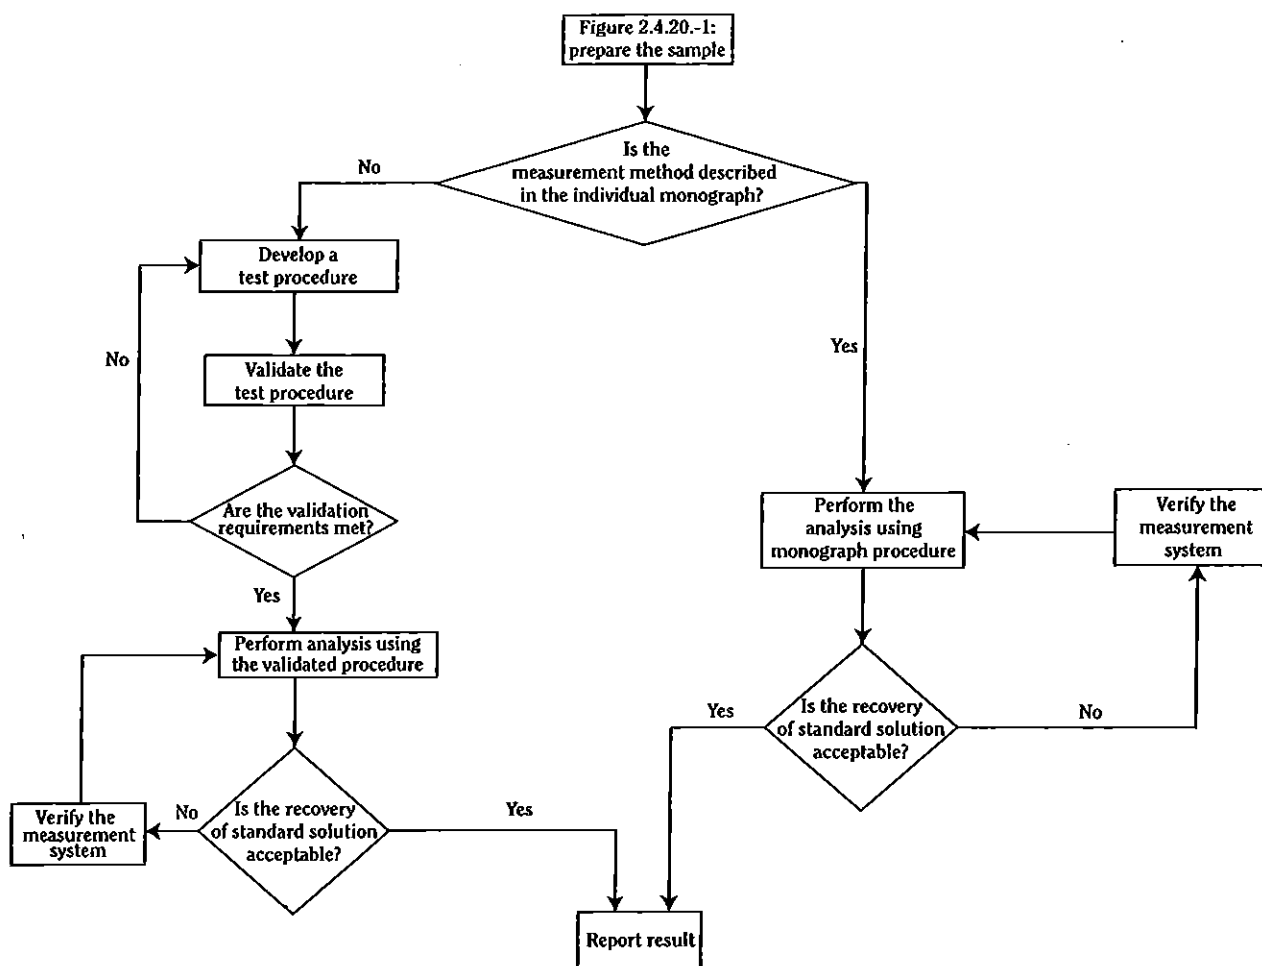 Figure 2.4.20.-1:
prepare the sample
Is the
measurement method described
in the individual monograph?
No
Yes
Develop a
test procedure
No
Validate the
test procedure
Are the validation
requirements met?
Yes
Perform analysis using
the validated procedure
Is the recovery
of standard solution
acceptable?
No
Verify the
measurement
system
Yes
Perform the
analysis using
monograph procedure
Verify the
measurement
system
Is the recovery
of standard solution
acceptable?
Yes
No
Report result